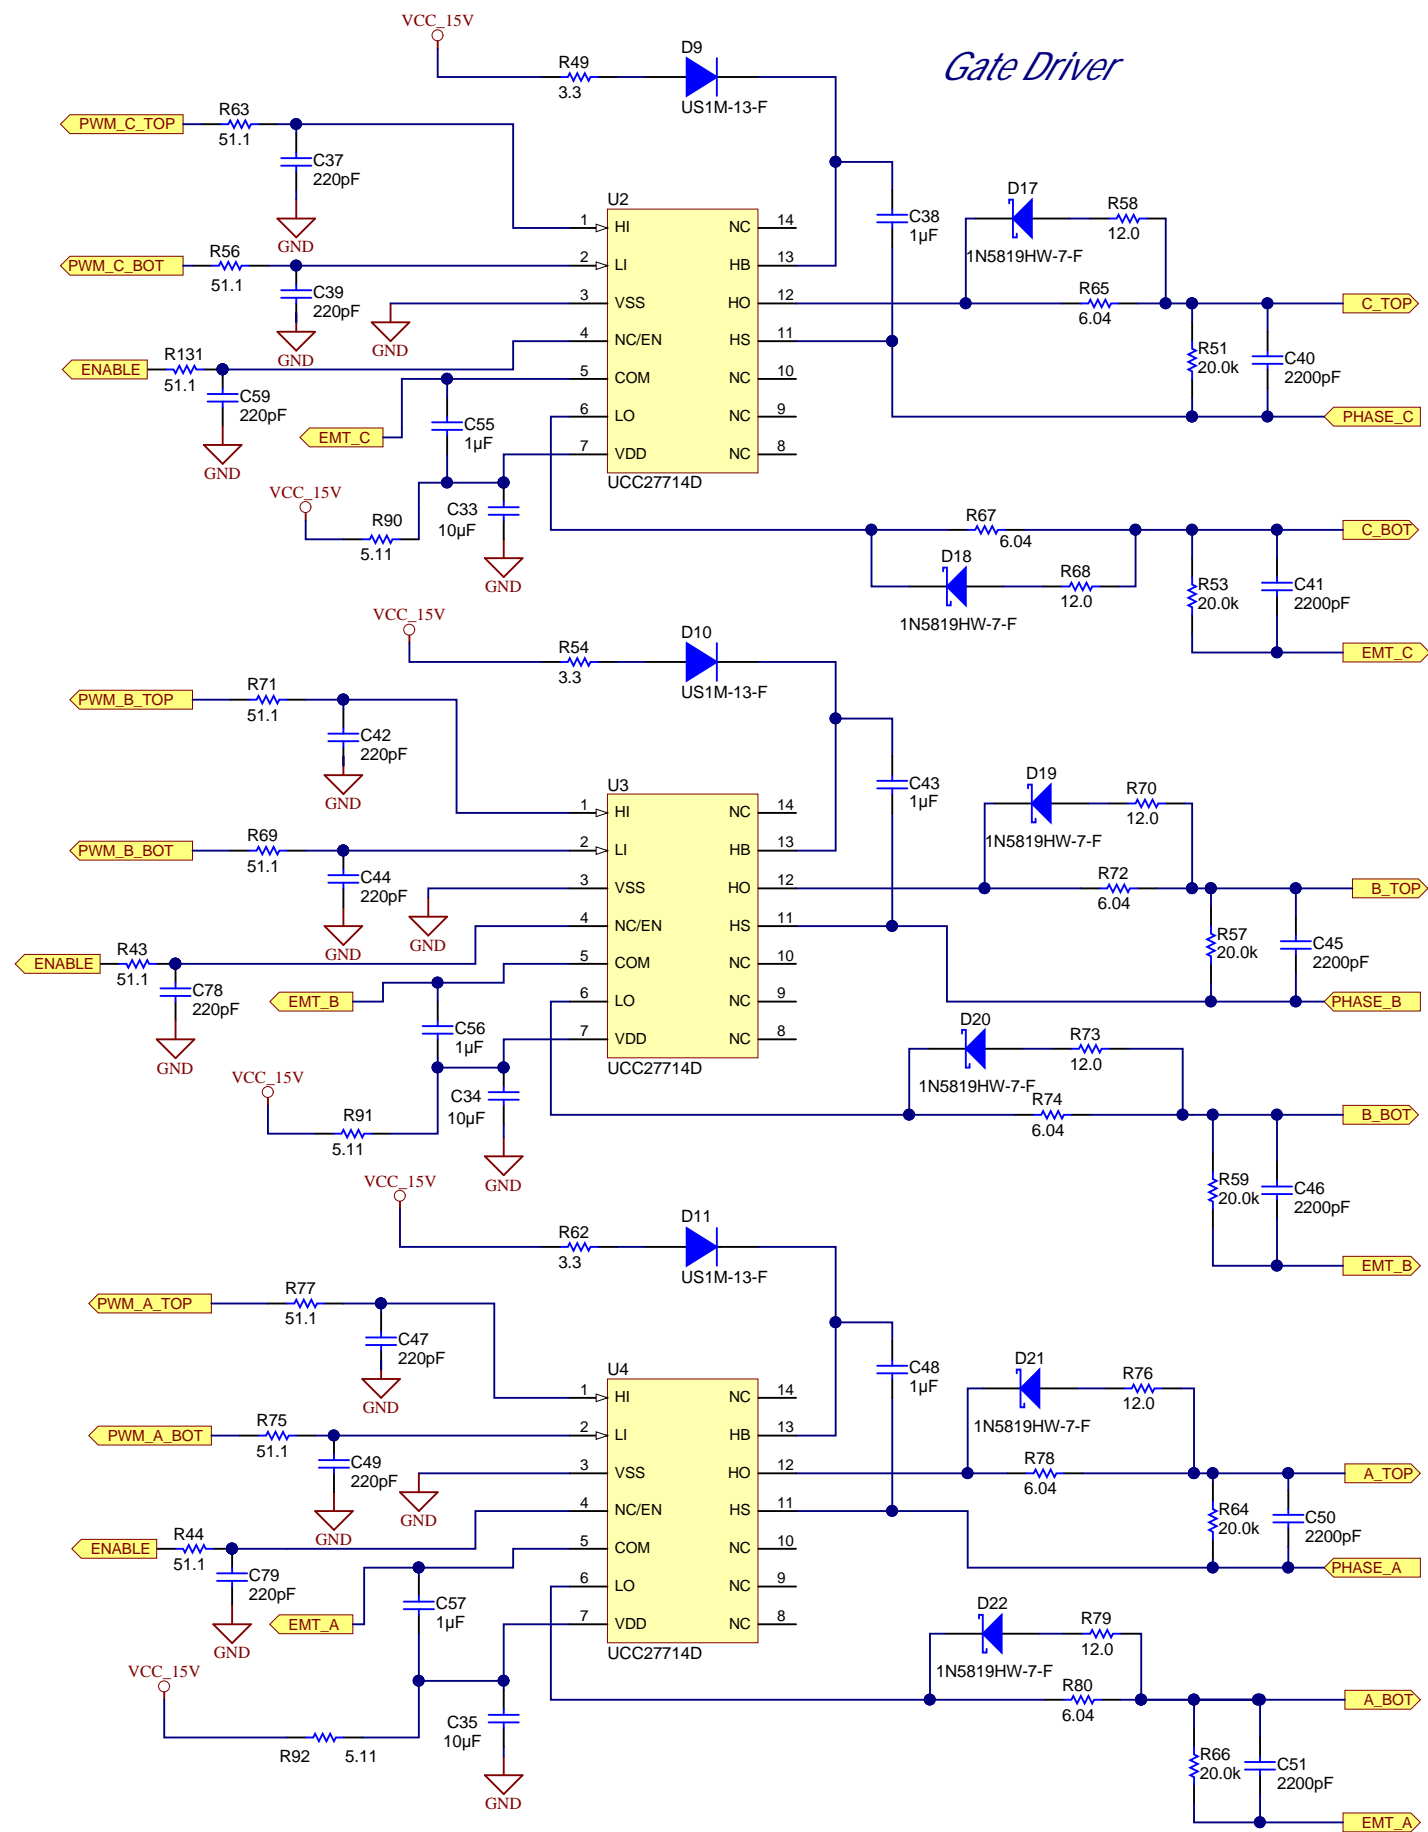 Gate Driver
VCC_15V
R49
3.3
D9
US1M-13-F
PWM_C_TOP
R63
51.1
C37
220pF
GND
PWM_C_BOT
R56
51.1
C39
220pF
GND
GND
ENABLE
R131
51.1
C59
220pF
GND
EMT_C
C55
1µF
VCC_15V
R90
5.11
C33
10µF
GND
U2
1 HI
2 LI
3 VSS
4 NC/EN
5 COM
6 LO
7 VDD
NC 14
HB 13
HO 12
HS 11
NC 10
NC 9
NC 8
UCC27714D
C38
1µF
D17
1N5819HW-7-F
R58
12.0
R65
6.04
C_TOP
R51
20.0k
C40
2200pF
PHASE_C
R67
6.04
D18
1N5819HW-7-F
R68
12.0
C_BOT
R53
20.0k
C41
2200pF
EMT_C
VCC_15V
R54
3.3
D10
US1M-13-F
PWM_B_TOP
R71
51.1
C42
220pF
GND
PWM_B_BOT
R69
51.1
C44
220pF
GND
GND
ENABLE
R43
51.1
C78
220pF
GND
EMT_B
C56
1µF
VCC_15V
R91
5.11
C34
10µF
GND
U3
1 HI
2 LI
3 VSS
4 NC/EN
5 COM
6 LO
7 VDD
NC 14
HB 13
HO 12
HS 11
NC 10
NC 9
NC 8
UCC27714D
C43
1µF
D19
1N5819HW-7-F
R70
12.0
R72
6.04
B_TOP
R57
20.0k
C45
2200pF
PHASE_B
D20
1N5819HW-7-F
R73
12.0
R74
6.04
B_BOT
R59
20.0k
C46
2200pF
EMT_B
VCC_15V
R62
3.3
D11
US1M-13-F
PWM_A_TOP
R77
51.1
C47
220pF
GND
PWM_A_BOT
R75
51.1
C49
220pF
GND
GND
ENABLE
R44
51.1
C79
220pF
GND
EMT_A
C57
1µF
VCC_15V
R92
5.11
C35
10µF
GND
U4
1 HI
2 LI
3 VSS
4 NC/EN
5 COM
6 LO
7 VDD
NC 14
HB 13
HO 12
HS 11
NC 10
NC 9
NC 8
UCC27714D
C48
1µF
D21
1N5819HW-7-F
R76
12.0
R78
6.04
A_TOP
R64
20.0k
C50
2200pF
PHASE_A
D22
1N5819HW-7-F
R79
12.0
R80
6.04
A_BOT
R66
20.0k
C51
2200pF
EMT_A